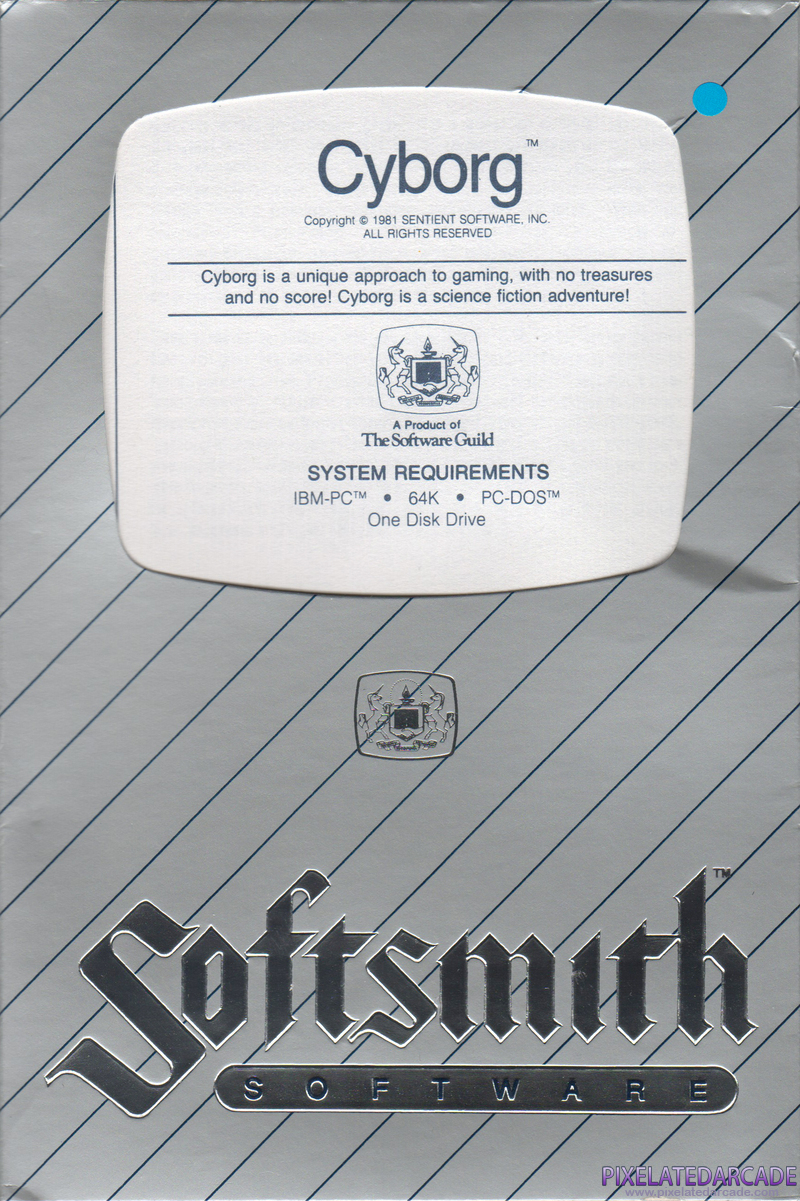 Cyborg™
Copyright © 1981 SENTIENT SOFTWARE, INC.
ALL RIGHTS RESERVED
Cyborg is a unique approach to gaming, with no treasures
and no score! Cyborg is a science fiction adventure!
A Product of
The Software Guild
SYSTEM REQUIREMENTS
IBM-PC™ • 64K • PC-DOS™
One Disk Drive
Softsmith™
SOFTWARE
PIXELATEDARCADE
www.pixelatedarcade.com